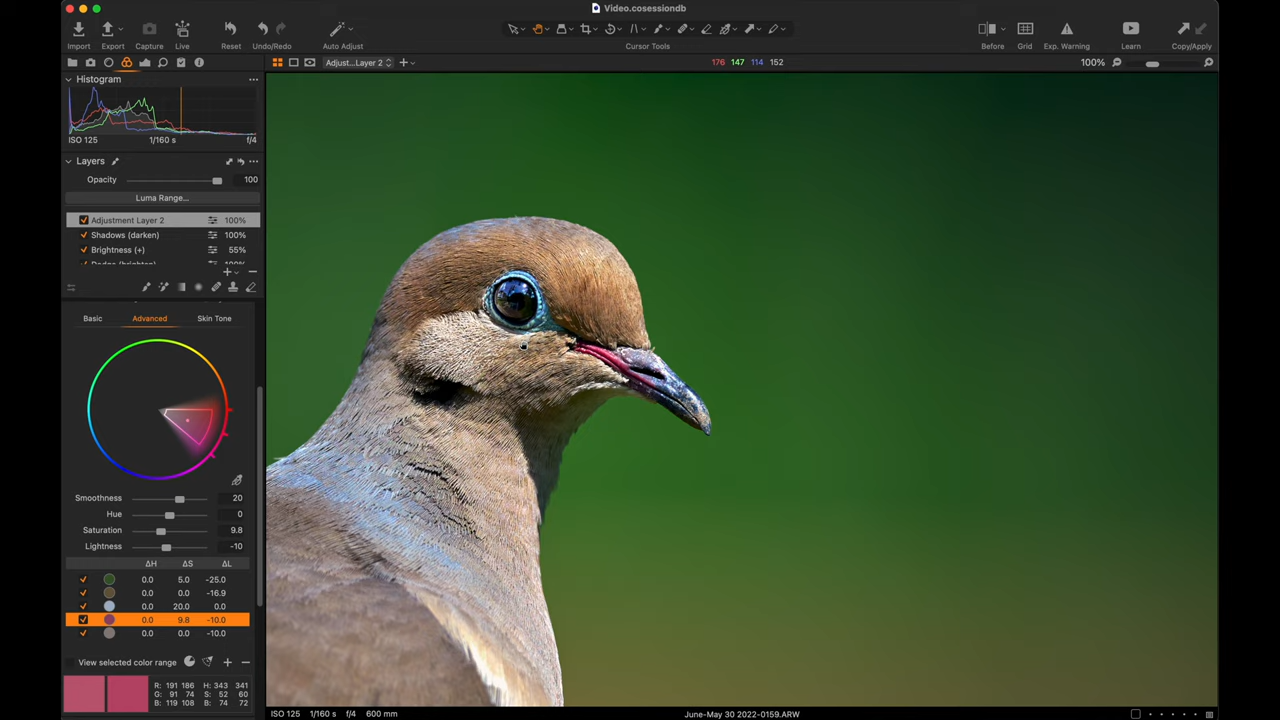 Video.cosessiondb
Import Export Capture Live Reset Undo/Redo Auto Adjust Cursor Tools Before Grid Exp. Warning Learn Copy/Apply
Adjust...Layer 2 176 147 114 152 100%
Histogram
ISO 125 1/160 s f/4
Layers
Opacity 100
Luma Range...
Adjustment Layer 2 100%
Shadows (darken) 100%
Brightness (+) 55%
Dodge (brighten) 100%
Basic Advanced Skin Tone
Smoothness 20
Hue 0
Saturation 9.8
Lightness -10
ΔH ΔS ΔL
0.0 5.0 -25.0
0.0 0.0 -16.9
0.0 20.0 0.0
0.0 9.8 -10.0
0.0 0.0 -10.0
View selected color range
R: 191 186 H: 343 341
G: 91 74 S: 52 60
B: 119 108 B: 74 72
ISO 125 1/160 s f/4 600 mm June-May 30 2022-0159.ARW